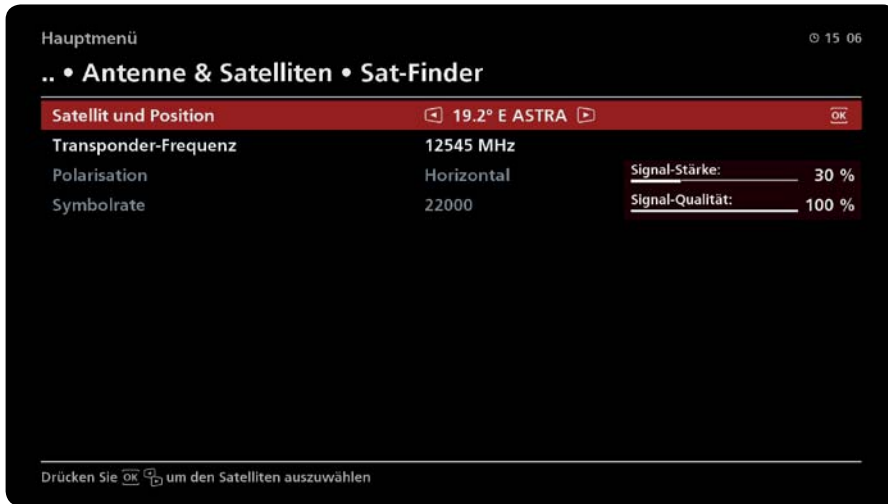 Hauptmenü 15 06
.. • Antenne & Satelliten • Sat-Finder
Satellit und Position 19.2° E ASTRA OK
Transponder-Frequenz 12545 MHz
Polarisation Horizontal Signal-Stärke: 30 %
Symbolrate 22000 Signal-Qualität: 100 %
Drücken Sie OK um den Satelliten auszuwählen